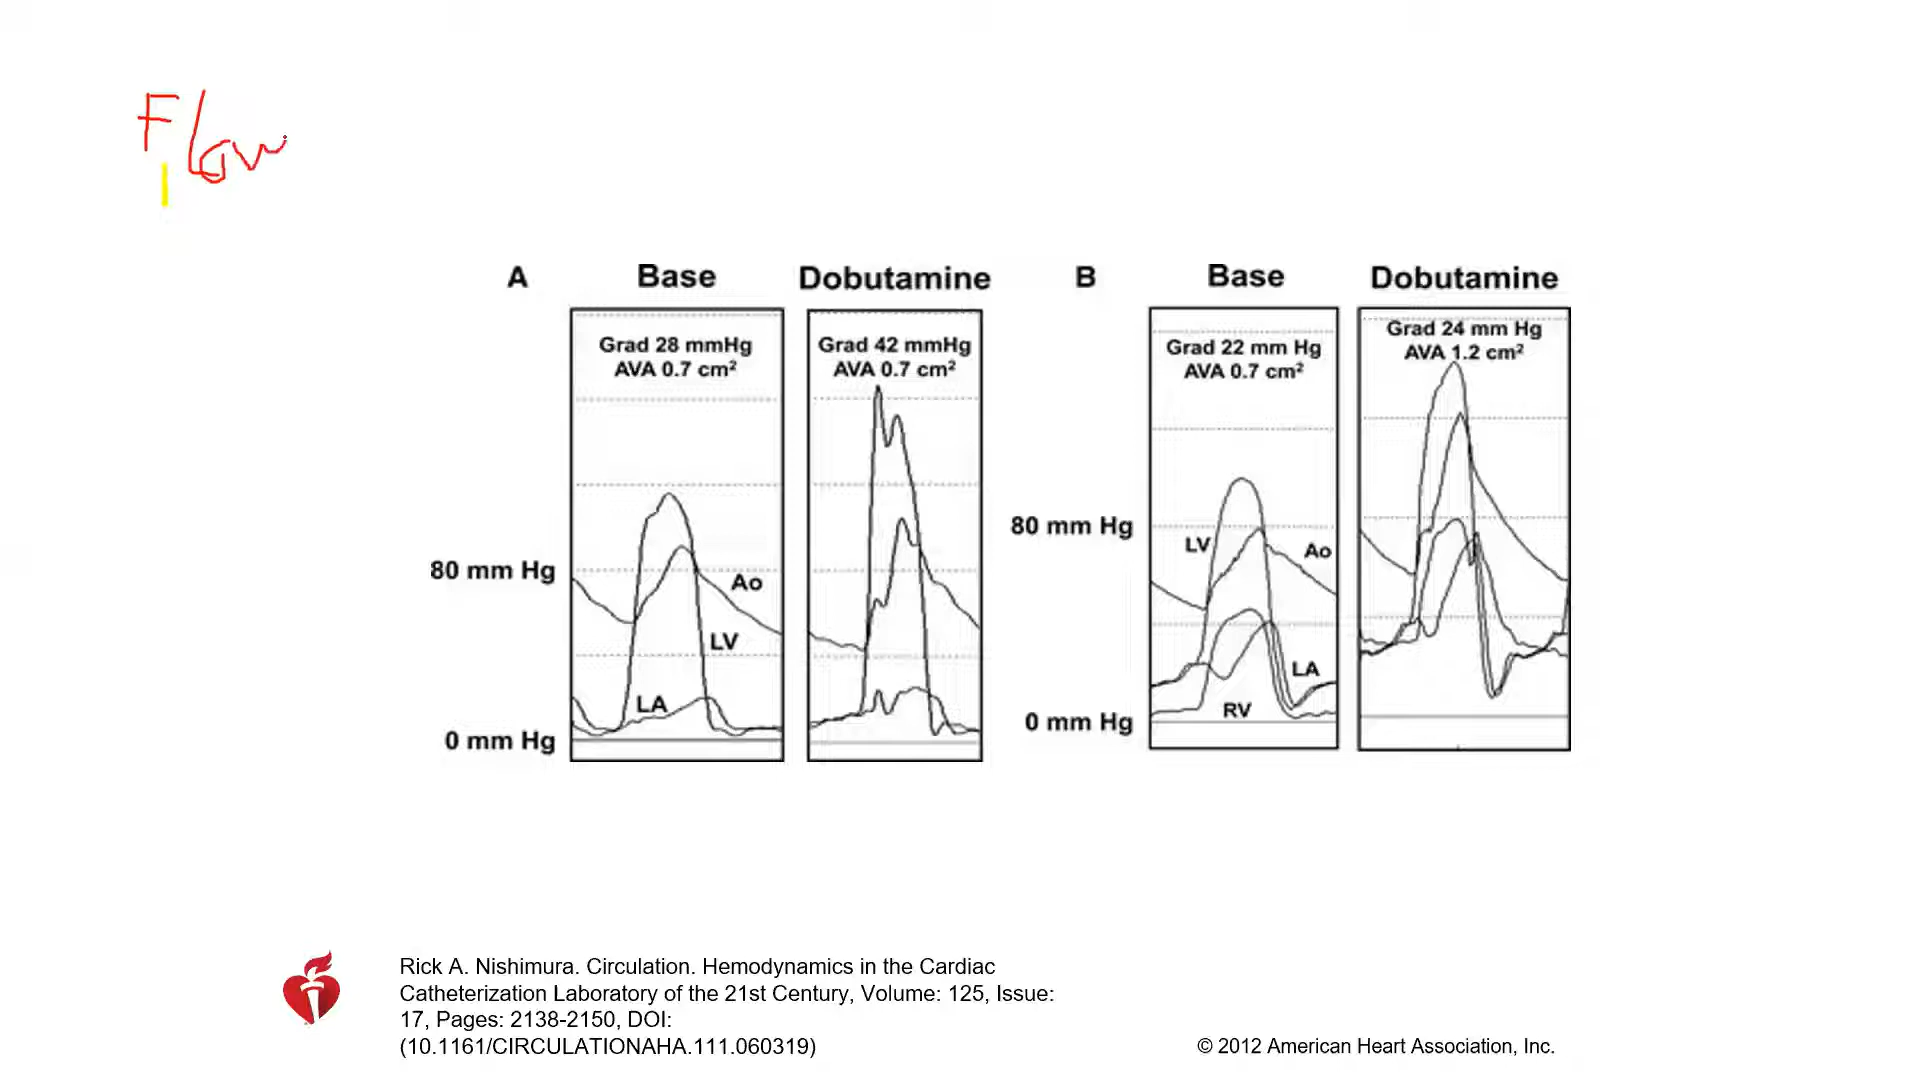 Flow
A
Base
Dobutamine
B
Base
Dobutamine
Grad 28 mmHg
AVA 0.7 cm²
Grad 42 mmHg
AVA 0.7 cm²
Grad 22 mm Hg
AVA 0.7 cm²
Grad 24 mm Hg
AVA 1.2 cm²
80 mm Hg
Ao
LV
LA
0 mm Hg
80 mm Hg
LV
Ao
LA
RV
0 mm Hg
Rick A. Nishimura. Circulation. Hemodynamics in the Cardiac
Catheterization Laboratory of the 21st Century, Volume: 125, Issue:
17, Pages: 2138-2150, DOI:
(10.1161/CIRCULATIONAHA.111.060319)
© 2012 American Heart Association, Inc.